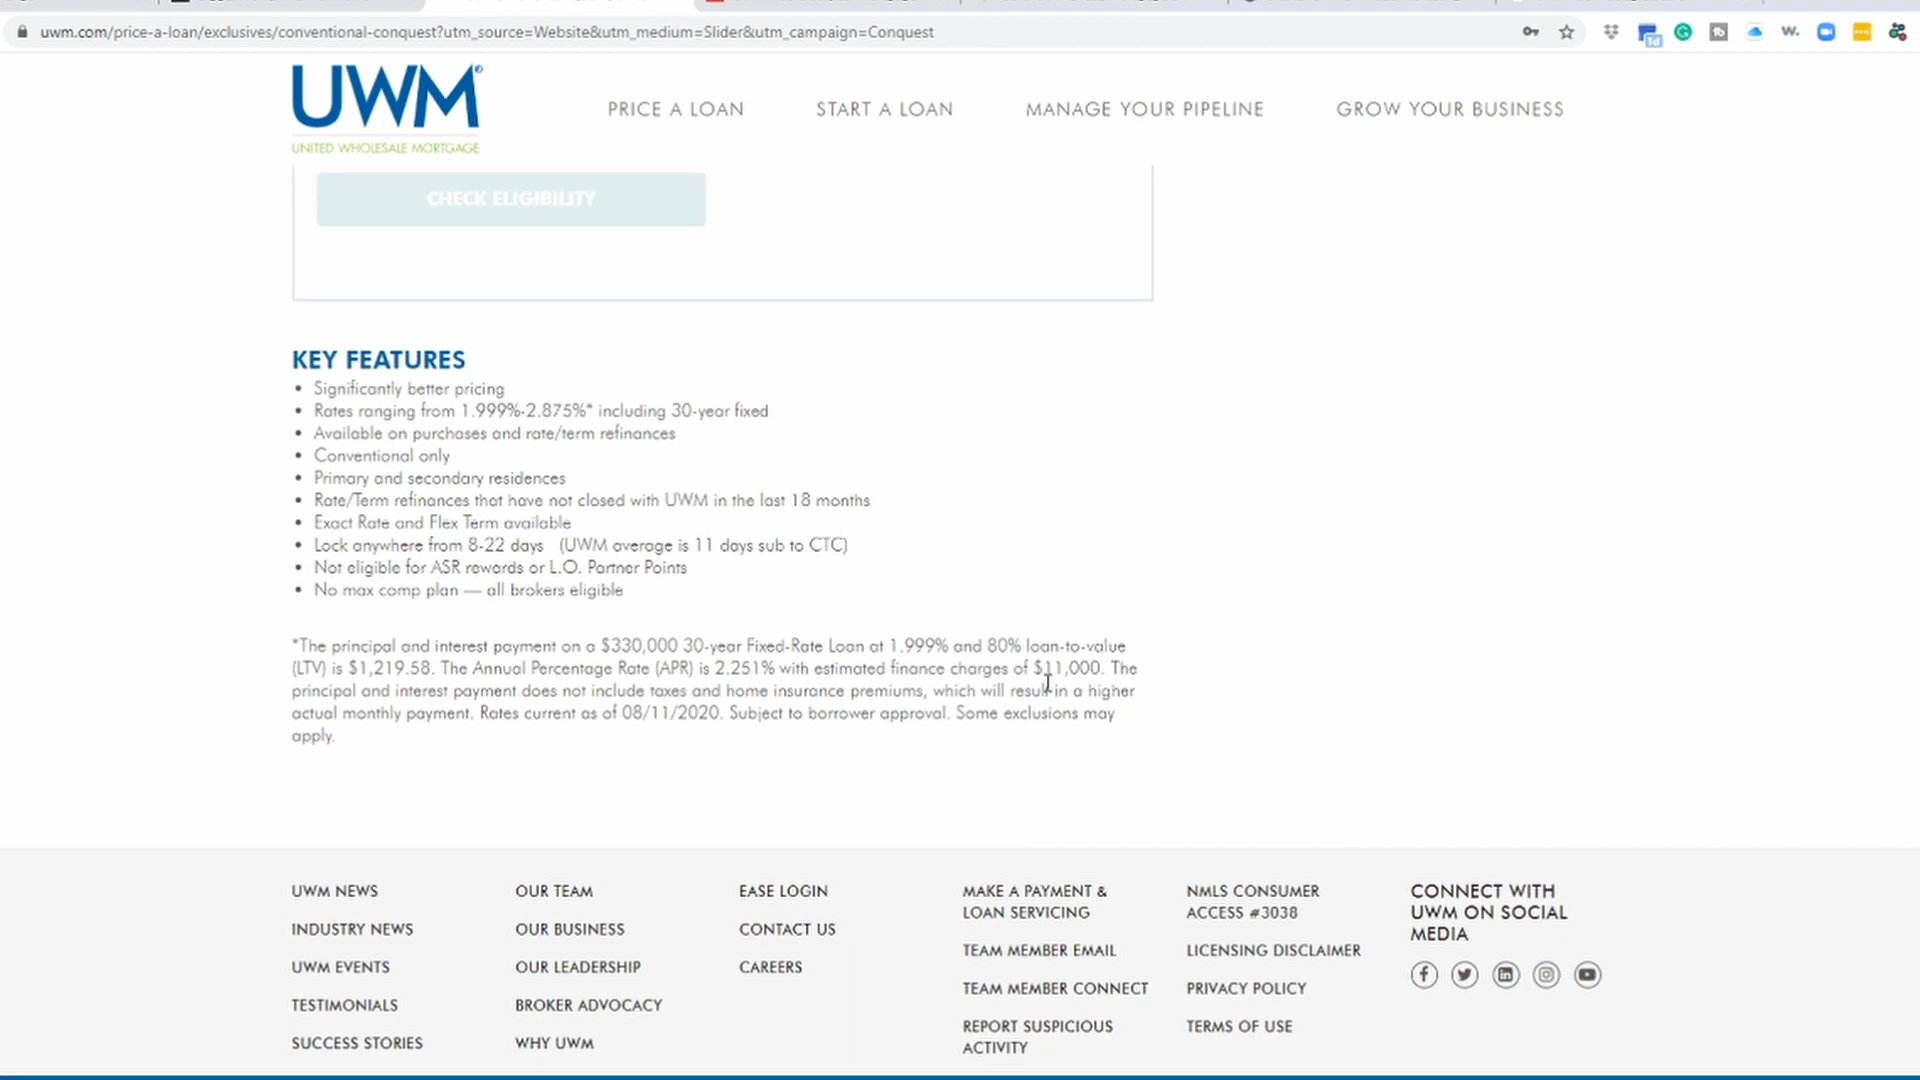 uwm.com/price-a-loan/exclusives/conventional-conquest?utm_source=Website&utm_medium=Slider&utm_campaign=Conquest
UWM
UNITED WHOLESALE MORTGAGE
PRICE A LOAN
START A LOAN
MANAGE YOUR PIPELINE
GROW YOUR BUSINESS
CHECK ELIGIBILITY
KEY FEATURES
• Significantly better pricing
• Rates ranging from 1.999%-2.875%* including 30-year fixed
• Available on purchases and rate/term refinances
• Conventional only
• Primary and secondary residences
• Rate/Term refinances that have not closed with UWM in the last 18 months
• Exact Rate and Flex Term available
• Lock anywhere from 8-22 days (UWM average is 11 days sub to CTC)
• Not eligible for ASR rewards or L.O. Partner Points
• No max comp plan — all brokers eligible
*The principal and interest payment on a $330,000 30-year Fixed-Rate Loan at 1.999% and 80% loan-to-value
(LTV) is $1,219.58. The Annual Percentage Rate (APR) is 2.251% with estimated finance charges of $11,000. The
principal and interest payment does not include taxes and home insurance premiums, which will result in a higher
actual monthly payment. Rates current as of 08/11/2020. Subject to borrower approval. Some exclusions may
apply.
UWM NEWS
INDUSTRY NEWS
UWM EVENTS
TESTIMONIALS
SUCCESS STORIES
OUR TEAM
OUR BUSINESS
OUR LEADERSHIP
BROKER ADVOCACY
WHY UWM
EASE LOGIN
CONTACT US
CAREERS
MAKE A PAYMENT &
LOAN SERVICING
TEAM MEMBER EMAIL
TEAM MEMBER CONNECT
REPORT SUSPICIOUS
ACTIVITY
NMLS CONSUMER
ACCESS #3038
LICENSING DISCLAIMER
PRIVACY POLICY
TERMS OF USE
CONNECT WITH
UWM ON SOCIAL
MEDIA